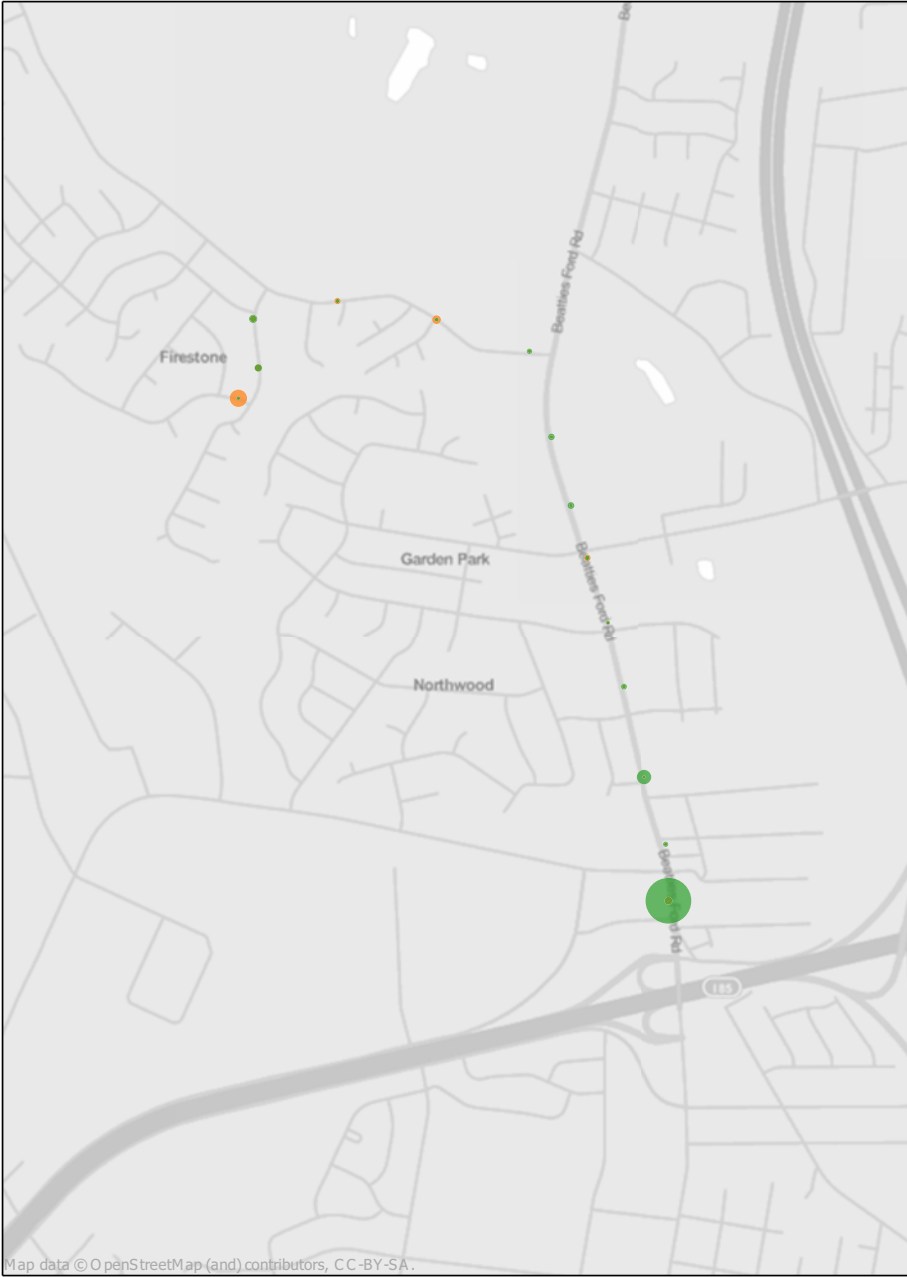 Be
Beatties Ford Rd
Firestone
Garden Park
Beatties Ford Rd
Northwood
Beatties Ford Rd
I 85
Map data © OpenStreetMap (and) contributors, CC-BY-SA.